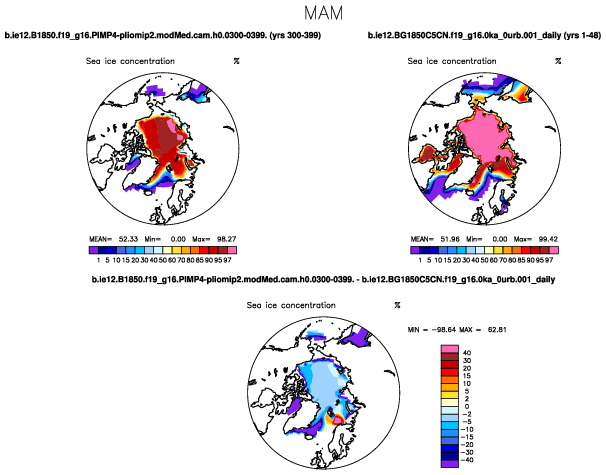 MAM
b.ie12.B1850.f19_g16.PIMP4-pliomip2.modMed.cam.h0.0300-0399. (yrs 300-399)
b.ie12.BG1850C5CN.f19_g16.0ka_0urb.001_daily (yrs 1-48)
Sea ice concentration %
Sea ice concentration %
MEAN= 52.33 Min= 0.00 Max= 98.27
MEAN= 51.96 Min= 0.00 Max= 99.42
1 5 10 15 20 30 40 50 60 70 80 85 90 95 97
1 5 10 15 20 30 40 50 60 70 80 85 90 95 97
b.ie12.B1850.f19_g16.PIMP4-pliomip2.modMed.cam.h0.0300-0399. - b.ie12.BG1850C5CN.f19_g16.0ka_0urb.001_daily
Sea ice concentration %
MIN = -98.64 MAX = 62.81
40
30
20
15
10
5
2
0
-2
-5
-10
-15
-20
-30
-40